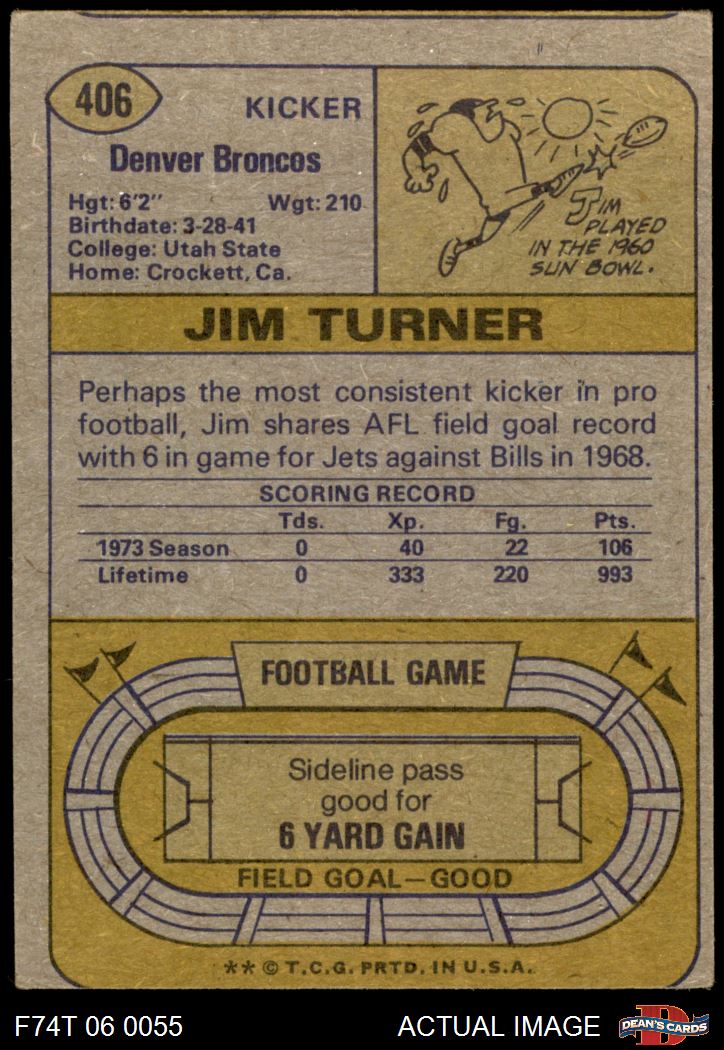 406
KICKER
Denver Broncos
Hgt: 6'2" Wgt: 210
Birthdate: 3-28-41
College: Utah State
Home: Crockett, Ca.
JIM
PLAYED
IN THE 1960
SUN BOWL.
JIM TURNER
Perhaps the most consistent kicker in pro
football, Jim shares AFL field goal record
with 6 in game for Jets against Bills in 1968.
SCORING RECORD
Tds. Xp. Fg. Pts.
1973 Season 0 40 22 106
Lifetime 0 333 220 993
FOOTBALL GAME
Sideline pass
good for
6 YARD GAIN
FIELD GOAL—GOOD
** © T.C.G. PRTD. IN U.S.A.
F74T 06 0055 ACTUAL IMAGE
D
DEAN'S CARDS